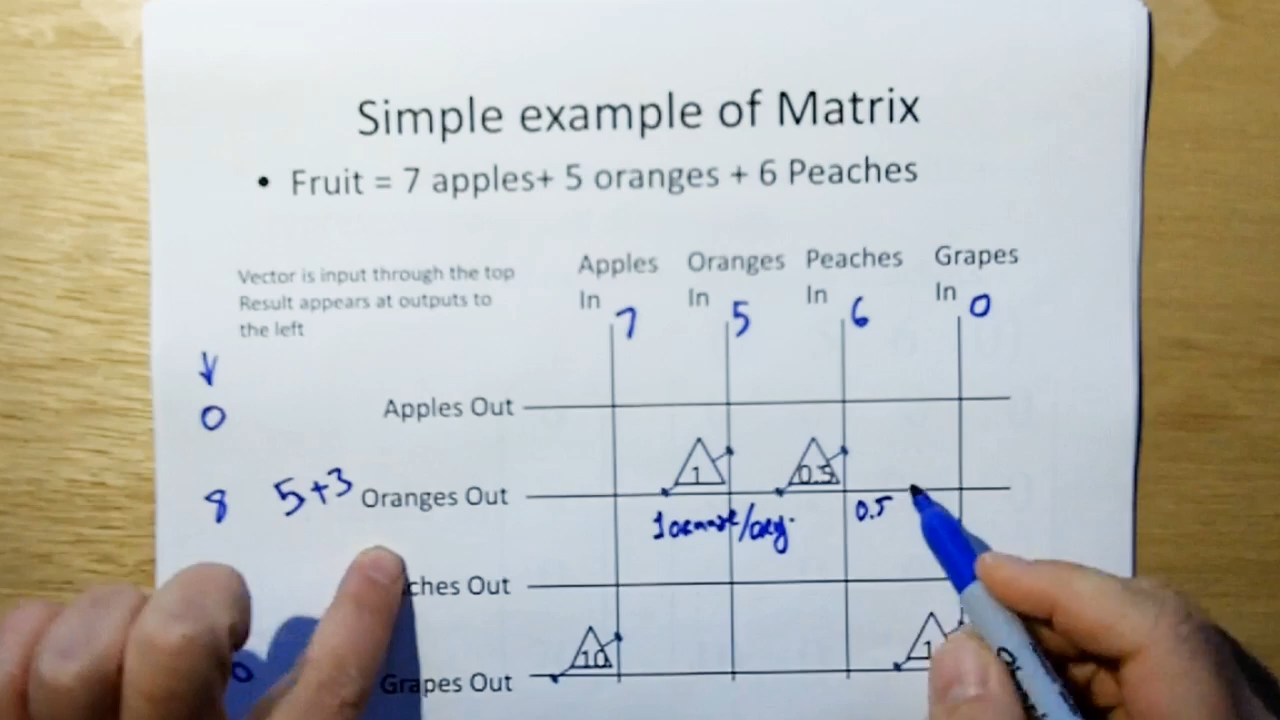 Simple example of Matrix
• Fruit = 7 apples+ 5 oranges + 6 Peaches
Vector is input through the top
Result appears at outputs to
the left
Apples In
Oranges In
Peaches In
Grapes In
7 5 6 0
0 Apples Out
1 0.5
8 5+3 Oranges Out
0.5
ches Out
10 1
0 Grapes Out